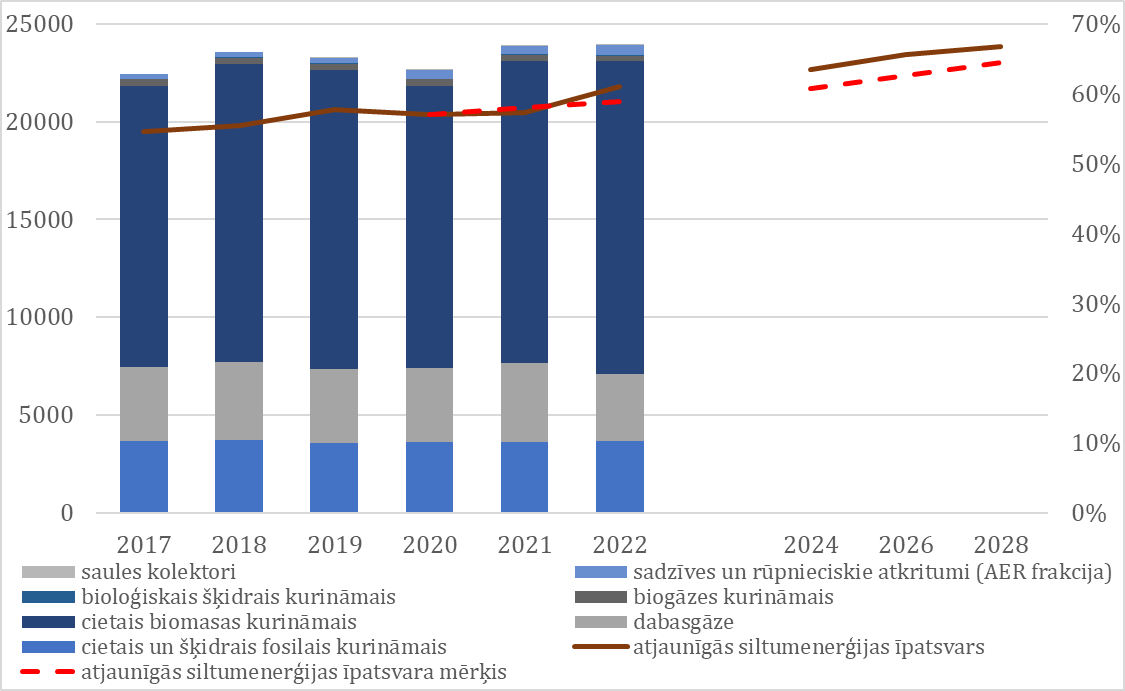 25000 70%
60%
20000
50%
15000
40%
30%
10000
20%
5000
10%
0 0%
2017 2018 2019 2020 2021 2022 2024 2026 2028
saules kolektori sadzīves un rūpnieciskie atkritumi (AER frakcija)
bioloģiskais šķidrais kurināmais biogāzes kurināmais
cietais biomasas kurināmais dabasgāze
cietais un šķidrais fosilais kurināmais atjaunīgās siltumenerģijas īpatsvars
atjaunīgās siltumenerģijas īpatsvara mērķis